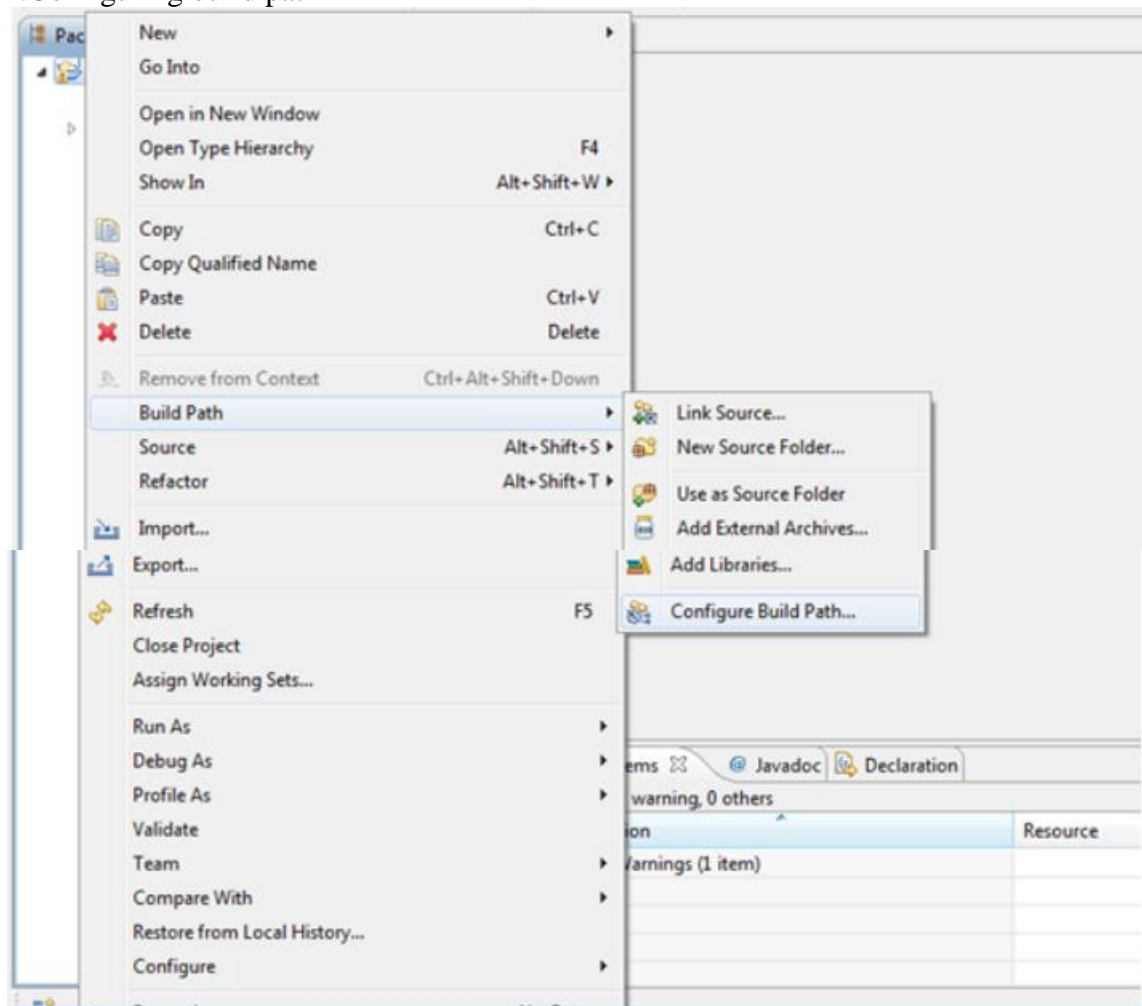 Pac
New
Go Into
Open in New Window
Open Type Hierarchy F4
Show In Alt+Shift+W
Copy Ctrl+C
Copy Qualified Name
Paste Ctrl+V
Delete Delete
Remove from Context Ctrl+Alt+Shift+Down
Build Path
Source Alt+Shift+S
Refactor Alt+Shift+T
Import...
Export...
Refresh F5
Close Project
Assign Working Sets...
Run As
Debug As
Profile As
Validate
Team
Compare With
Restore from Local History...
Configure
Link Source...
New Source Folder...
Use as Source Folder
Add External Archives...
Add Libraries...
Configure Build Path...
ems @ Javadoc Declaration
warning, 0 others
ion Resource
Warnings (1 item)